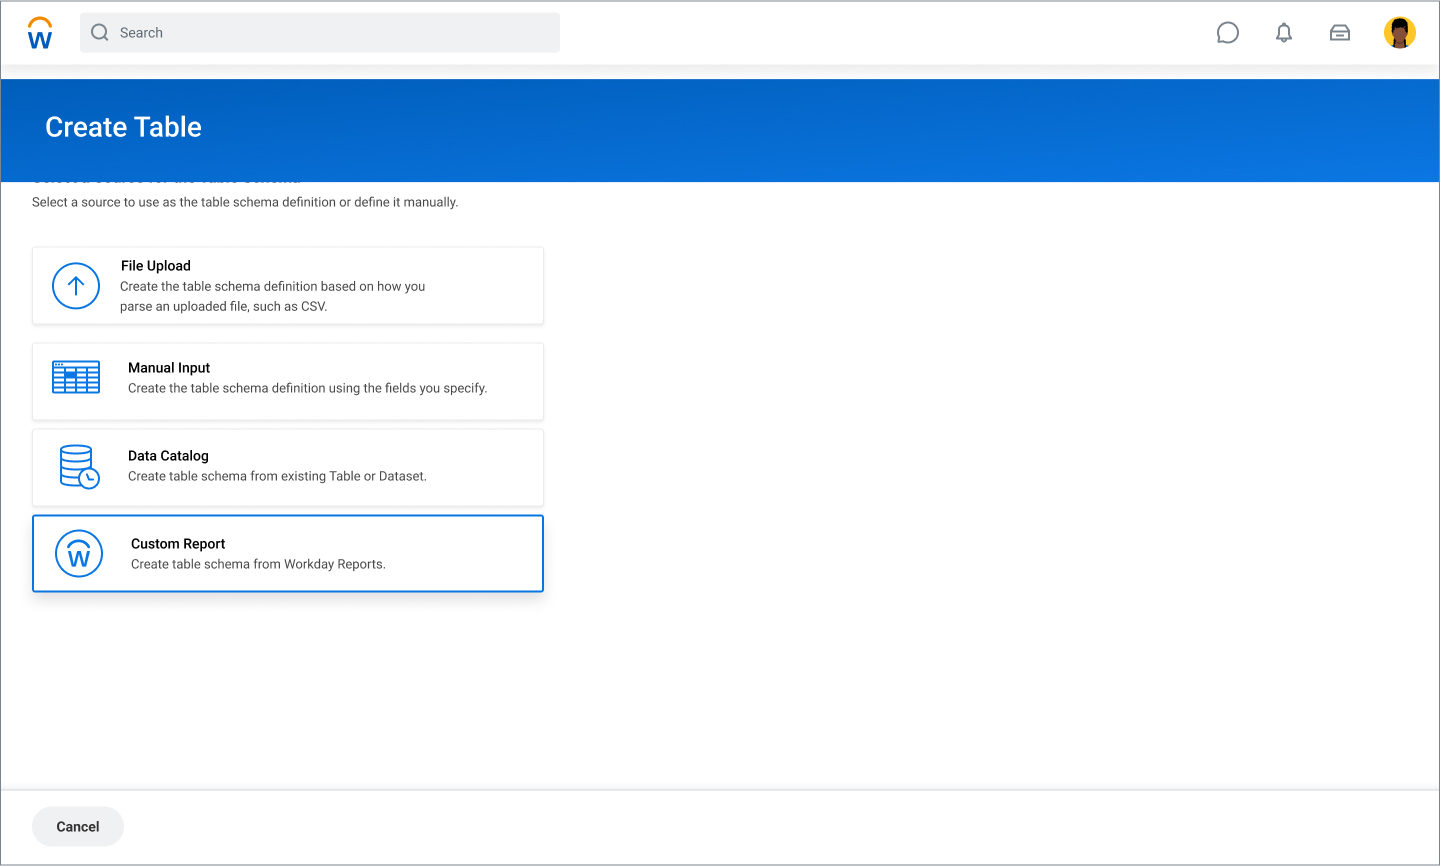 W
Search
Create Table
Select a source to use as the table schema definition or define it manually.
File Upload
Create the table schema definition based on how you
parse an uploaded file, such as CSV.
Manual Input
Create the table schema definition using the fields you specify.
Data Catalog
Create table schema from existing Table or Dataset.
W
Custom Report
Create table schema from Workday Reports.
Cancel